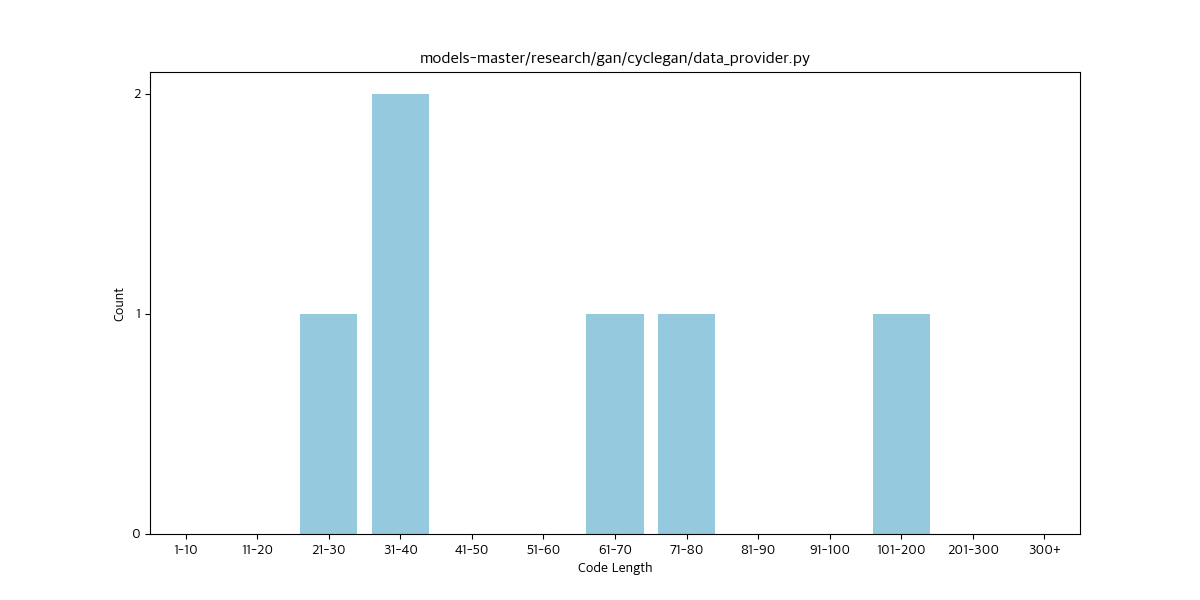 models-master/research/gan/cyclegan/data_provider.py
Count
2
1
0
1-10 11-20 21-30 31-40 41-50 51-60 61-70 71-80 81-90 91-100 101-200 201-300 300+
Code Length